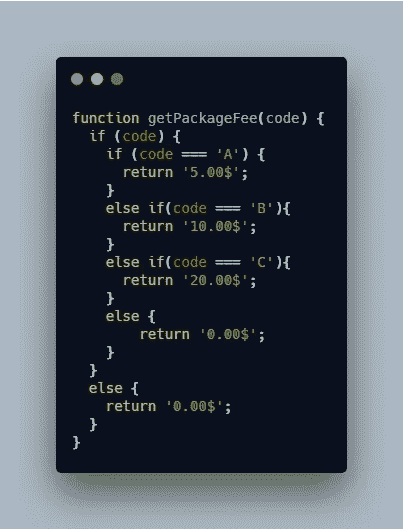 function getPackageFee(code) {
  if (code) {
    if (code === 'A') {
      return '5.00$';
    }
    else if(code === 'B'){
      return '10.00$';
    }
    else if(code === 'C'){
      return '20.00$';
    }
    else {
        return '0.00$';
    }
  }
  else {
    return '0.00$';
  }
}